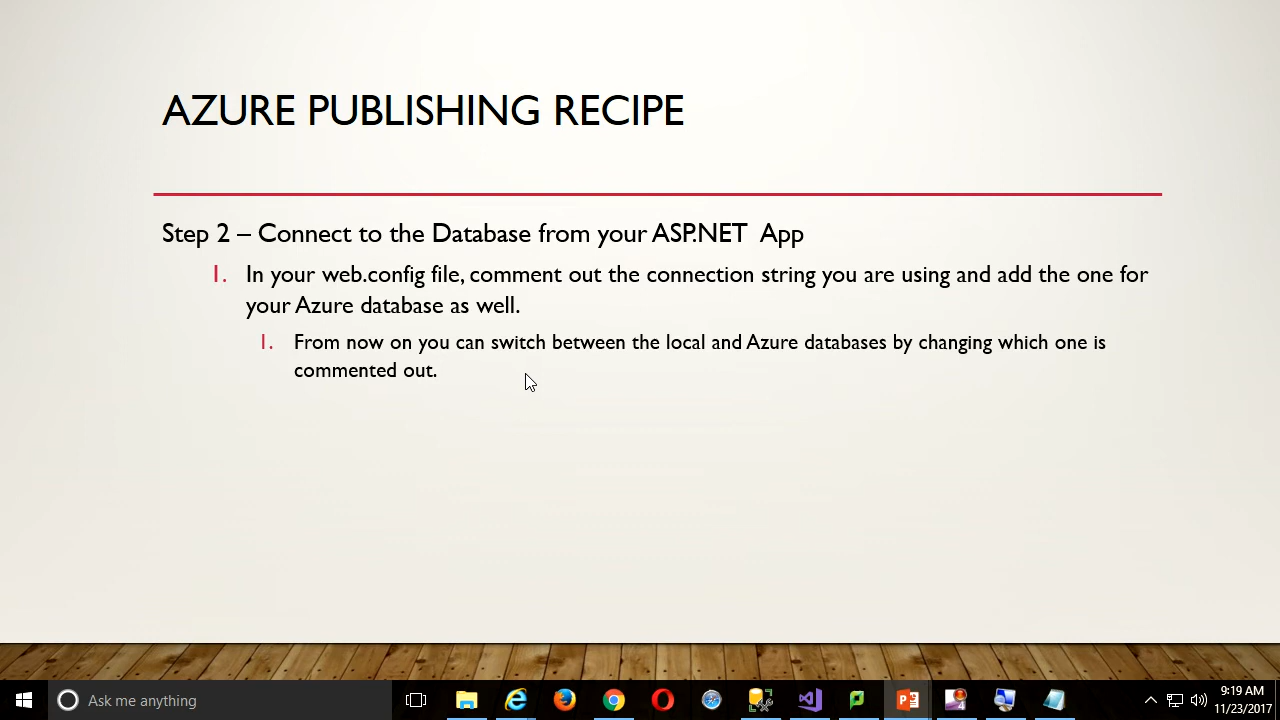 AZURE PUBLISHING RECIPE
Step 2 – Connect to the Database from your ASP.NET App
1. In your web.config file, comment out the connection string you are using and add the one for
your Azure database as well.
1. From now on you can switch between the local and Azure databases by changing which one is
commented out.
Ask me anything
9:19 AM
11/23/2017